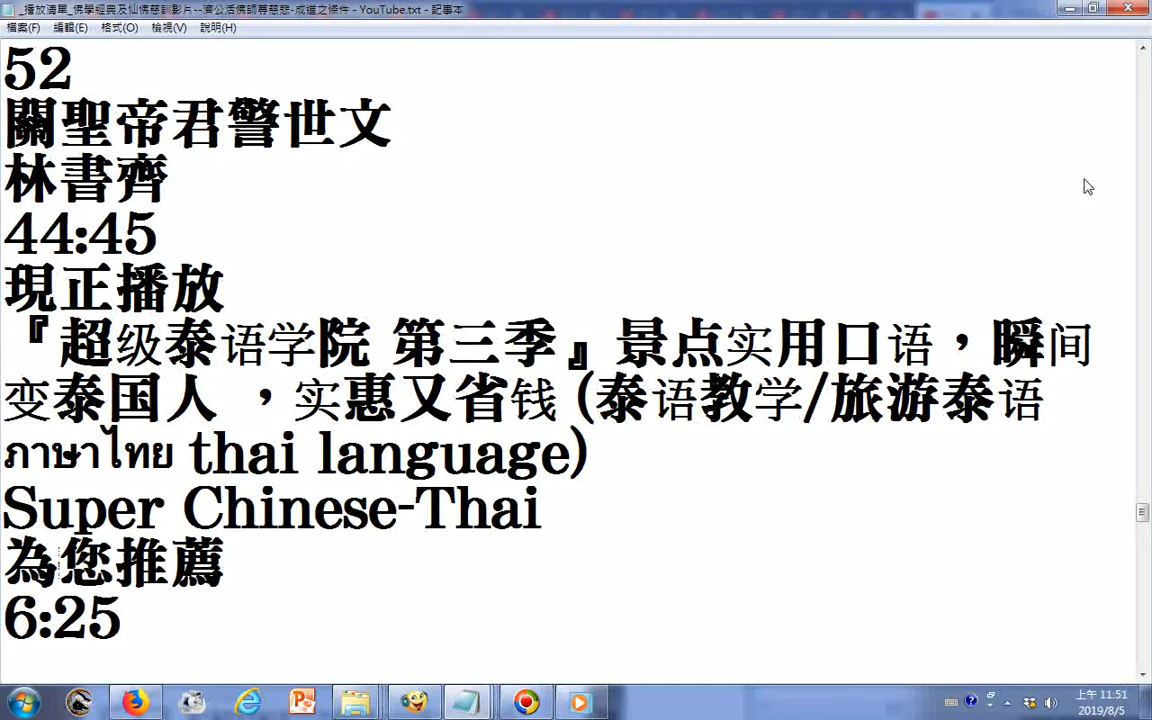 _播放清單_佛學經典及仙佛慈訓影片--濟公活佛師尊慈悲-成道之條件 - YouTube.txt - 記事本
檔案(F) 編輯(E) 格式(O) 檢視(V) 說明(H)
52
關聖帝君警世文
林書齊
44:45
現正播放
『超级泰语学院 第三季』景点实用口语，瞬间
变泰国人 ，实惠又省钱 (泰语教学/旅游泰语
ภาษาไทย thai language)
Super Chinese-Thai
為您推薦
6:25
上午 11:51
2019/8/5